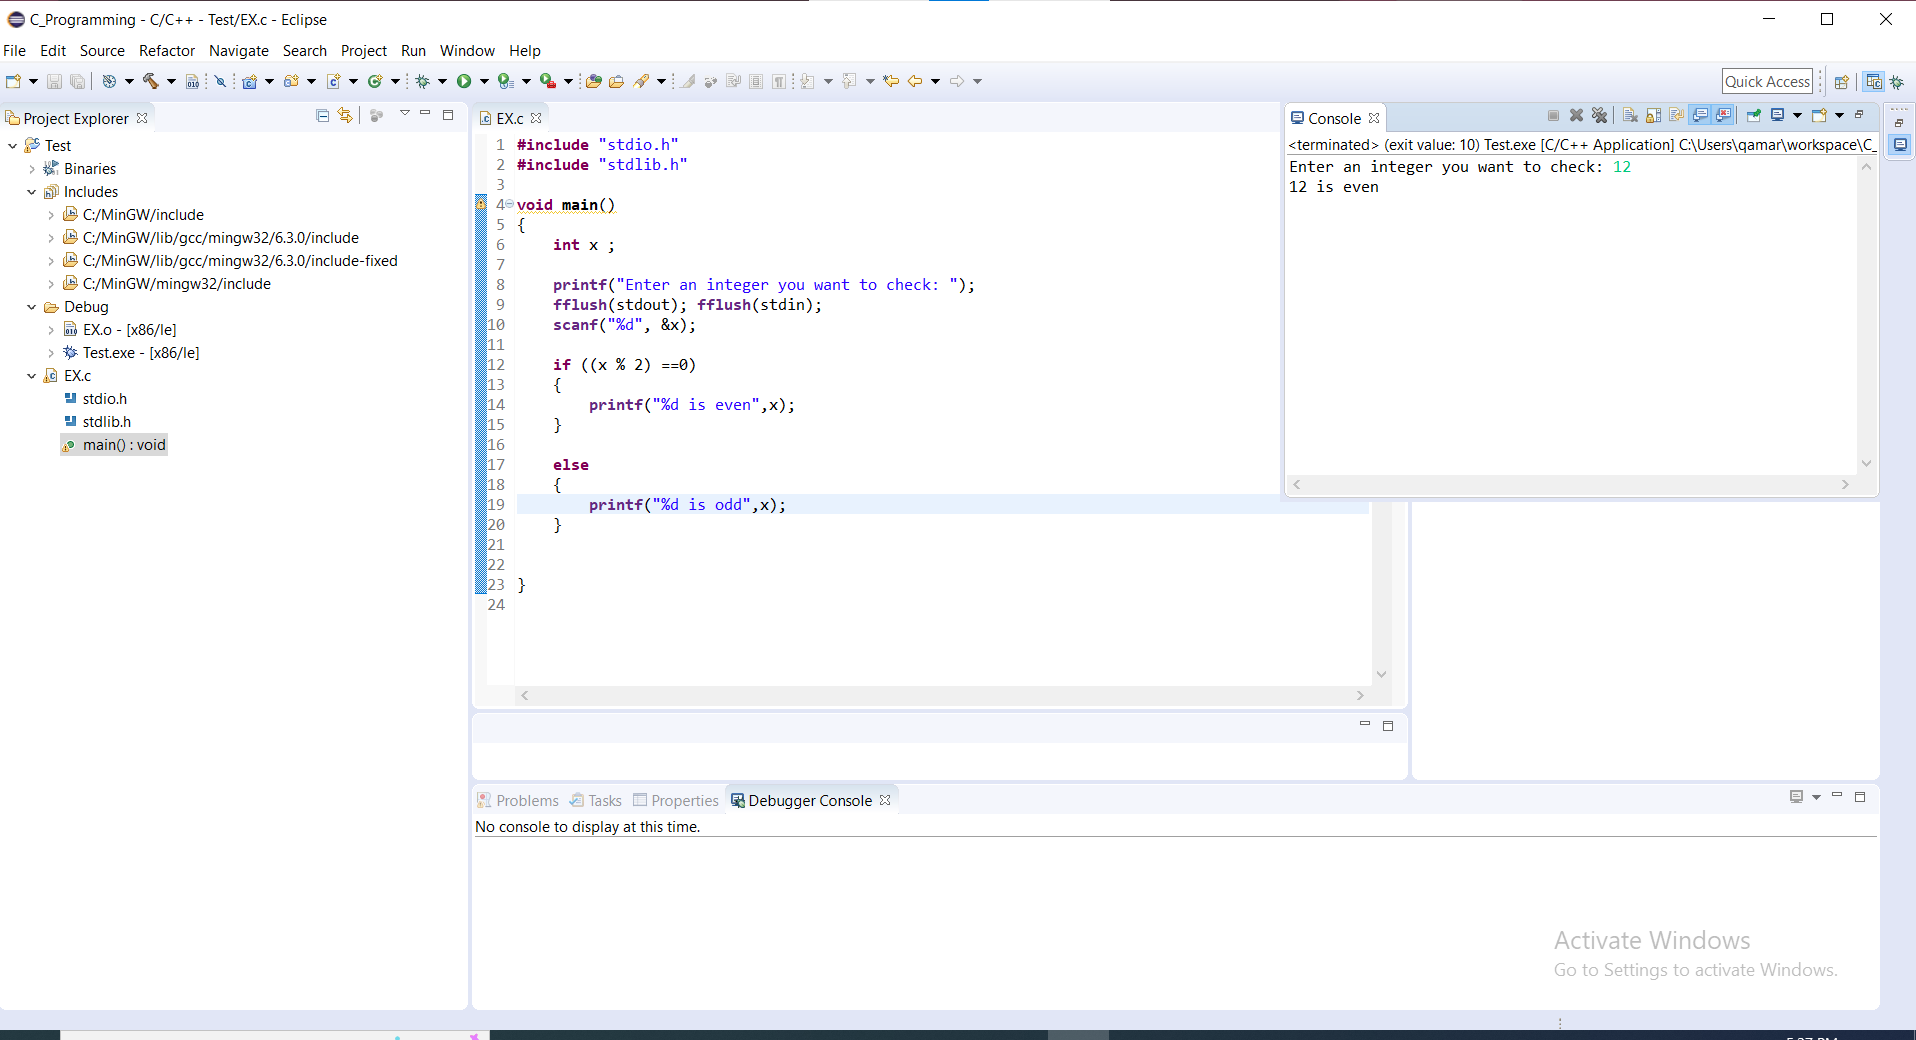 C_Programming - C/C++ - Test/EX.c - Eclipse
File Edit Source Refactor Navigate Search Project Run Window Help
Quick Access
Project Explorer
Test
Binaries
Includes
C:/MinGW/include
C:/MinGW/lib/gcc/mingw32/6.3.0/include
C:/MinGW/lib/gcc/mingw32/6.3.0/include-fixed
C:/MinGW/mingw32/include
Debug
EX.o - [x86/le]
Test.exe - [x86/le]
EX.c
stdio.h
stdlib.h
main() : void
EX.c
1 #include "stdio.h"
2 #include "stdlib.h"
3
4 void main()
5 {
6 int x ;
7
8 printf("Enter an integer you want to check: ");
9 fflush(stdout); fflush(stdin);
10 scanf("%d", &x);
11
12 if ((x % 2) ==0)
13 {
14 printf("%d is even",x);
15 }
16
17 else
18 {
19 printf("%d is odd",x);
20 }
21
22
23 }
24
Console
<terminated> (exit value: 10) Test.exe [C/C++ Application] C:\Users\qamar\workspace\C_
Enter an integer you want to check: 12
12 is even
Problems Tasks Properties Debugger Console
No console to display at this time.
Activate Windows
Go to Settings to activate Windows.